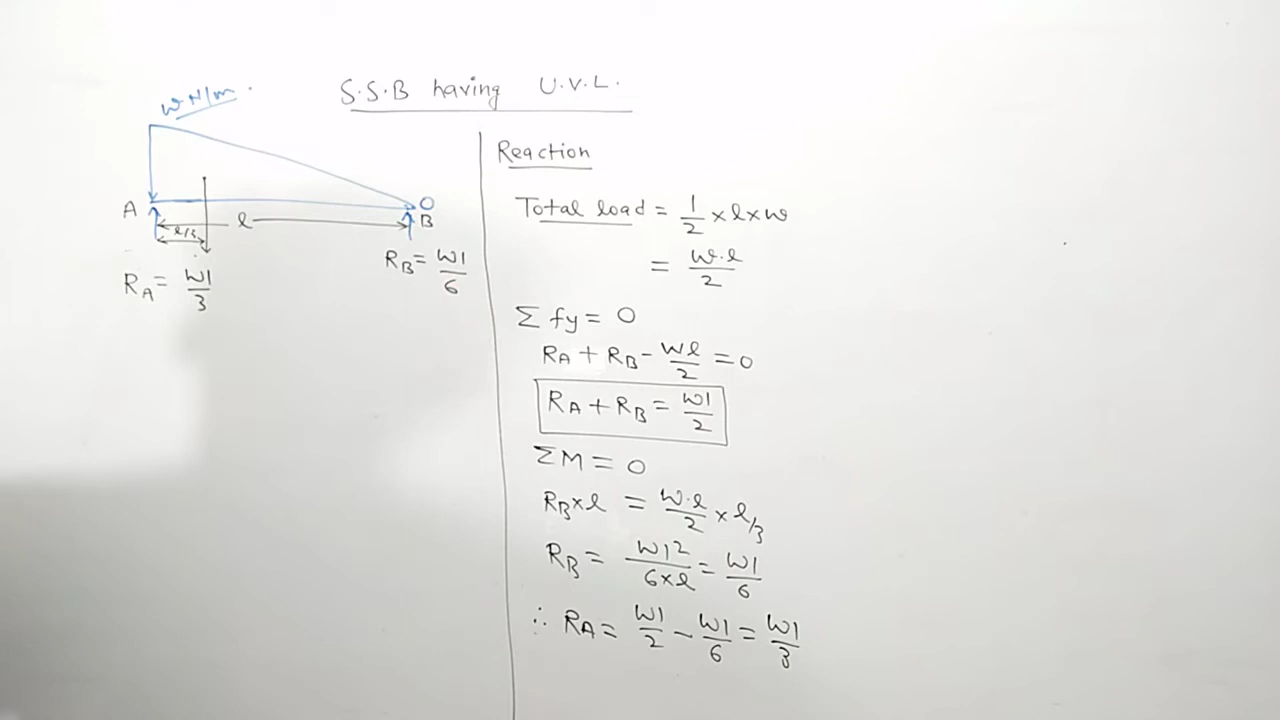 S.S.B having U.V.L.
W N/m.
A
l
O
B
l/3
RA = Wl/3
RB = Wl/6
Reaction
Total load = 1/2 × l × w
= w.l/2
Σ fy = 0
RA + RB - Wl/2 = 0
RA + RB = Wl/2
ΣM = 0
RB × l = W.l/2 × l/3
RB = Wl²/6×l = Wl/6
∴ RA = Wl/2 - Wl/6 = Wl/3